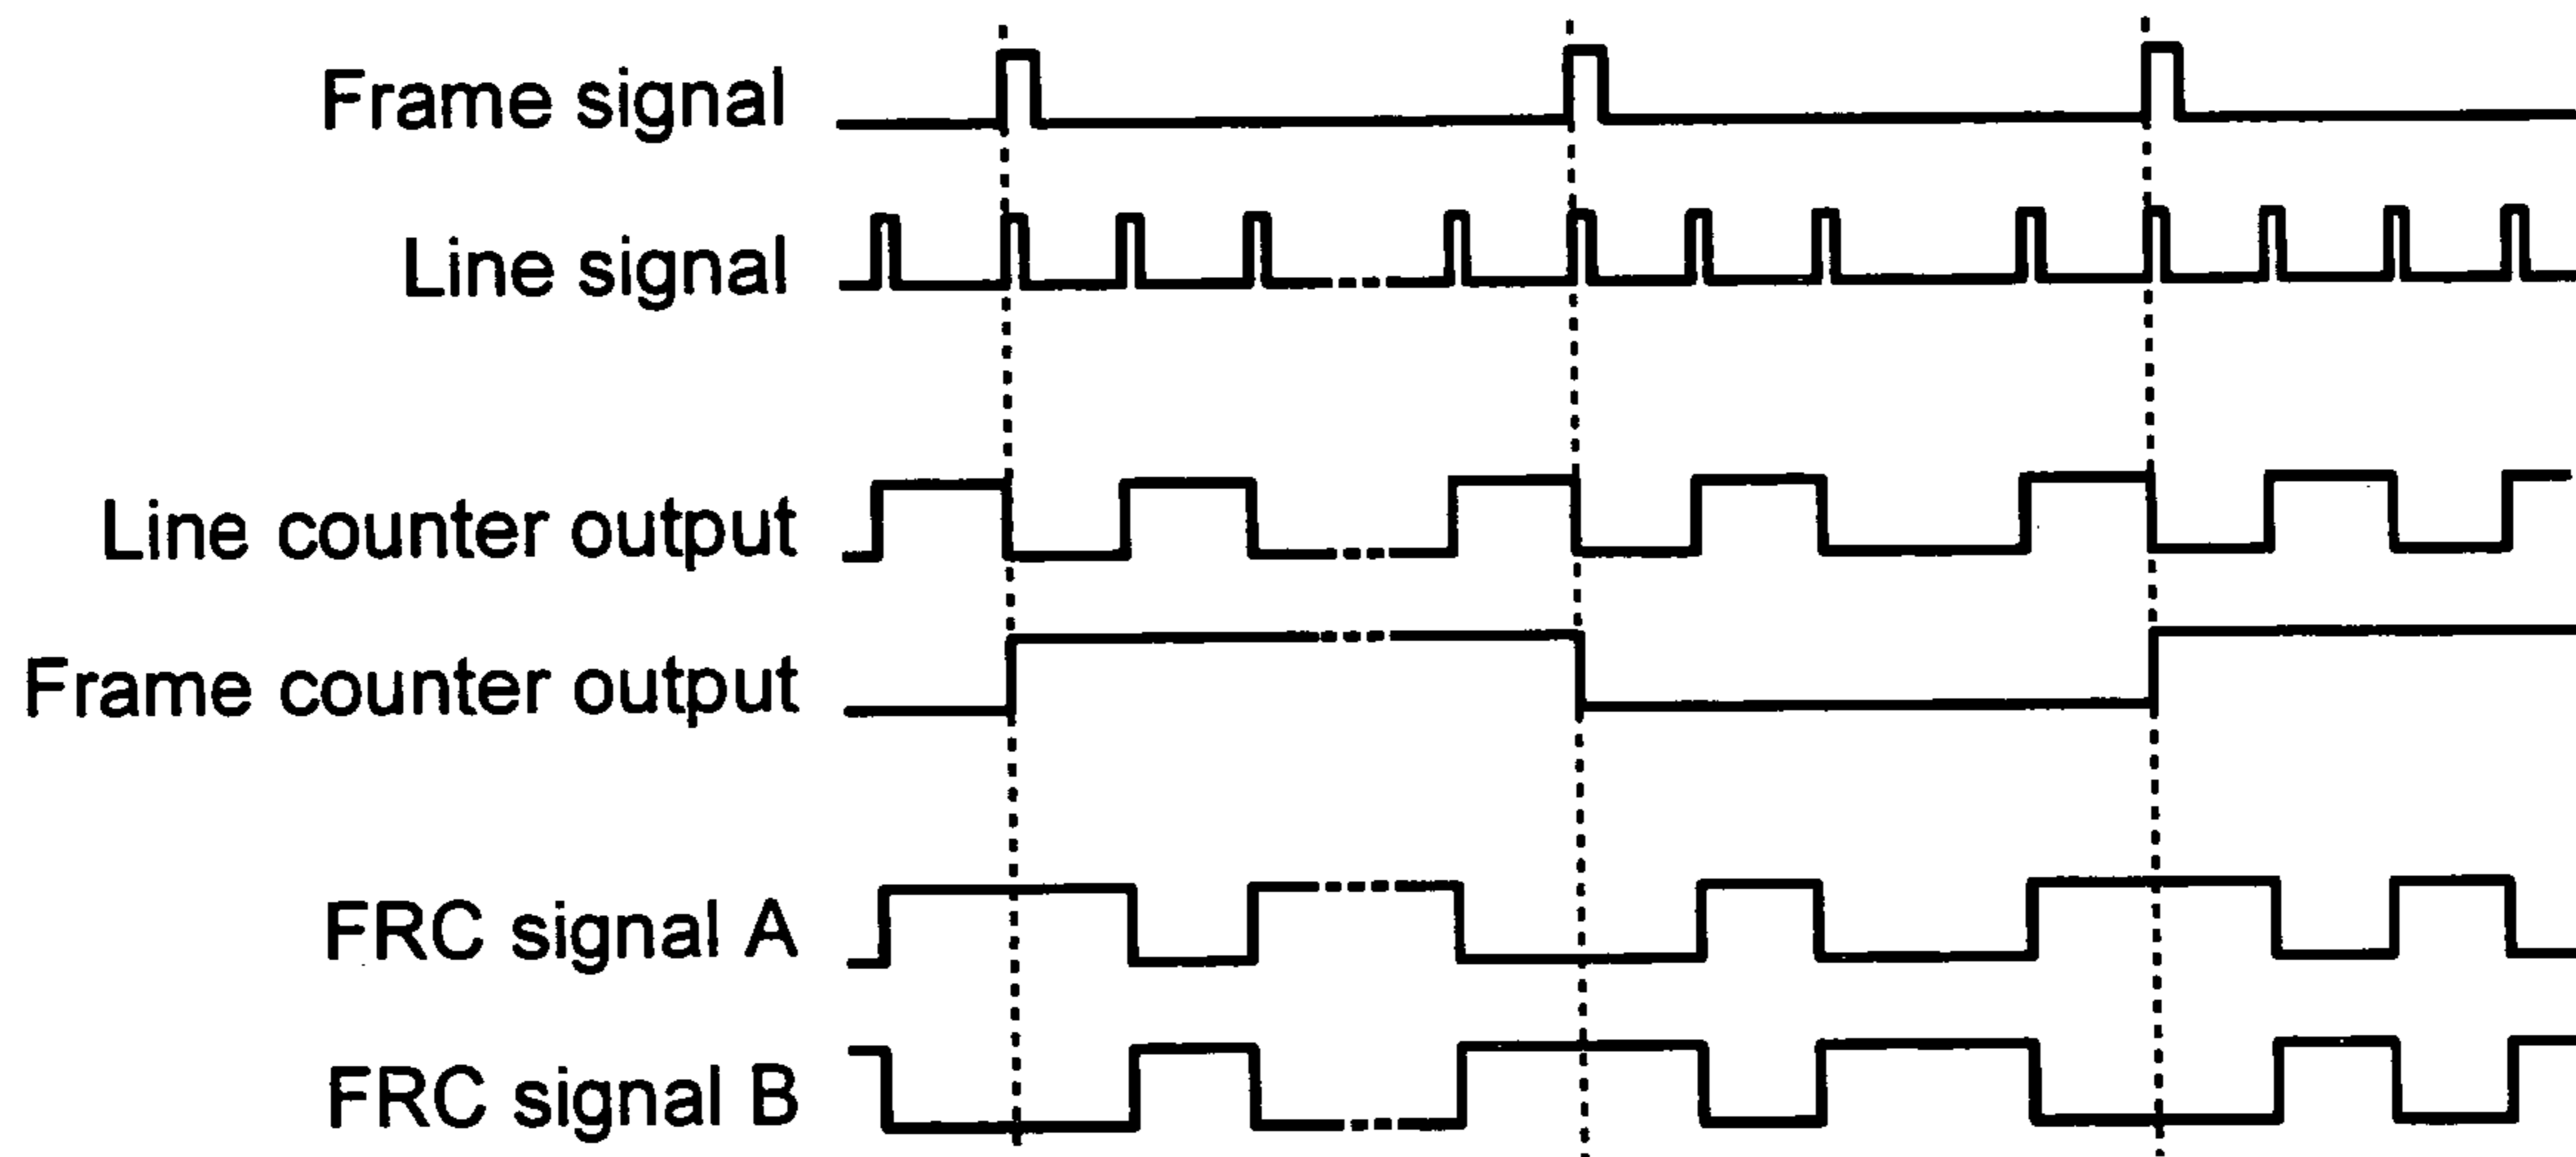 Frame signal
Line signal
Line counter output
Frame counter output
FRC signal A
FRC signal B